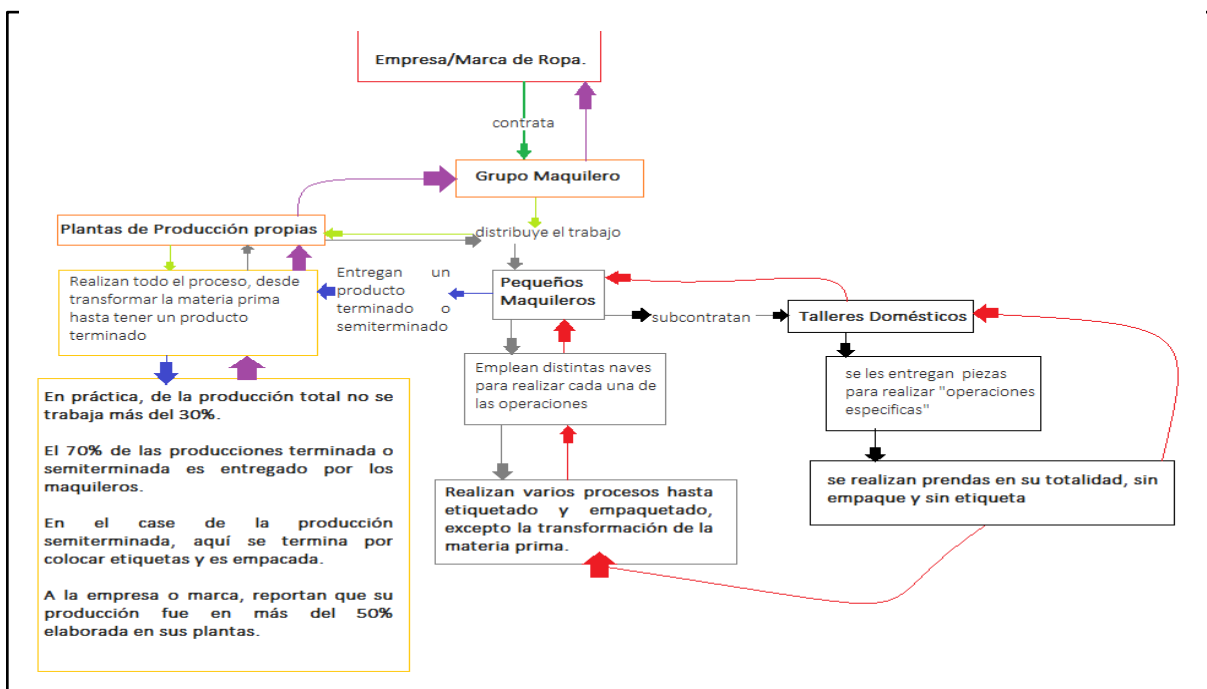 Empresa/Marca de Ropa.
contrata
Grupo Maquilero
Plantas de Producción propias
distribuye el trabajo
Realizan todo el proceso, desde
transformar la materia prima
hasta tener un producto
terminado
Entregan un
producto
terminado o
semiterminado
Pequeños
Maquileros
subcontratan
Talleres Domésticos
Emplean distintas naves
para realizar cada una de
las operaciones
se les entregan piezas
para realizar "operaciones
especificas"
En práctica, de la producción total no se
trabaja más del 30%.
El 70% de las producciones terminada o
semiterminada es entregado por los
maquileros.
En el case de la producción
semiterminada, aquí se termina por
colocar etiquetas y es empacada.
A la empresa o marca, reportan que su
producción fue en más del 50%
elaborada en sus plantas.
Realizan varios procesos hasta
etiquetado y empaquetado,
excepto la transformación de la
materia prima.
se realizan prendas en su totalidad, sin
empaque y sin etiqueta